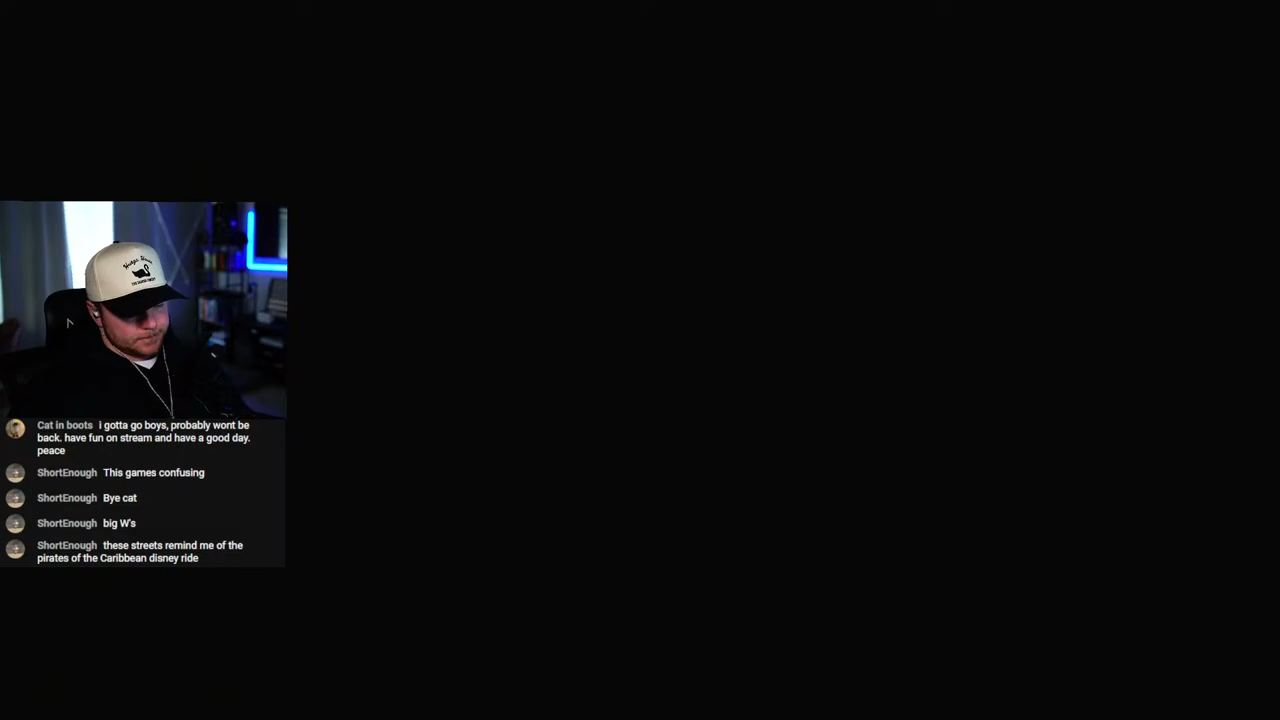 Cat in boots i gotta go boys, probably wont be
back. have fun on stream and have a good day.
peace
ShortEnough This games confusing
ShortEnough Bye cat
ShortEnough big W's
ShortEnough these streets remind me of the
pirates of the Caribbean disney ride